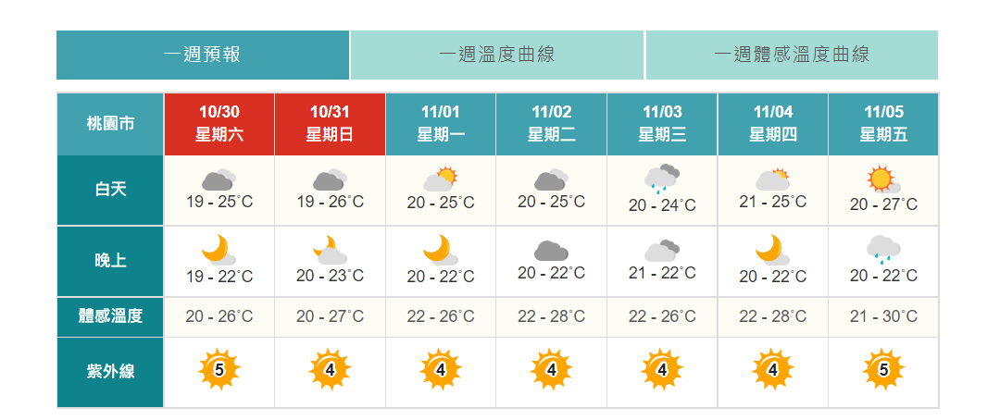 一週預報 一週溫度曲線 一週體感溫度曲線
桃園市 10/30 星期六 10/31 星期日 11/01 星期一 11/02 星期二 11/03 星期三 11/04 星期四 11/05 星期五
白天 19 - 25˚C 19 - 26˚C 20 - 25˚C 20 - 25˚C 20 - 24˚C 21 - 25˚C 20 - 27˚C
晚上 19 - 22˚C 20 - 23˚C 20 - 22˚C 20 - 22˚C 21 - 22˚C 20 - 22˚C 20 - 22˚C
體感溫度 20 - 26˚C 20 - 27˚C 22 - 26˚C 22 - 28˚C 22 - 26˚C 22 - 28˚C 21 - 30˚C
紫外線 5 4 4 4 4 4 5